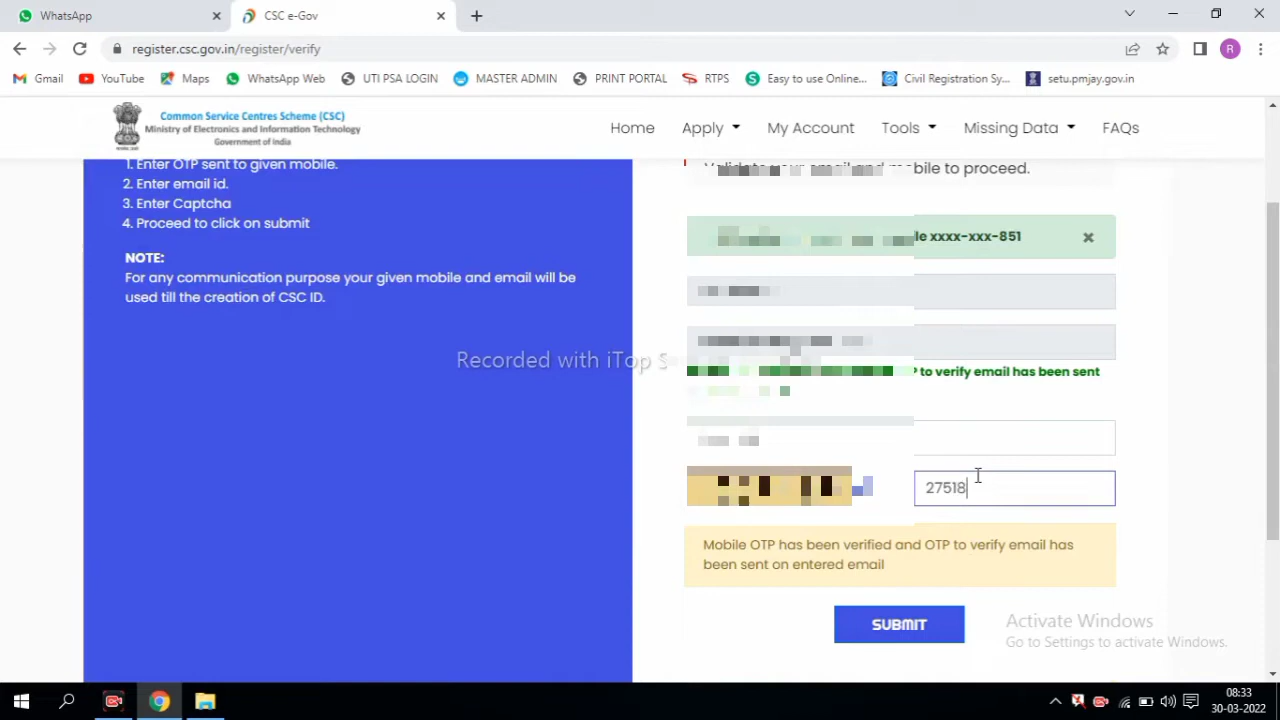 WhatsApp
CSC e-Gov
register.csc.gov.in/register/verify
R
Gmail
YouTube
Maps
WhatsApp Web
UTI PSA LOGIN
MASTER ADMIN
PRINT PORTAL
RTPS
Easy to use Online...
Civil Registration Sy...
setu.pmjay.gov.in
Common Service Centres Scheme (CSC)
Ministry of Electronics and Information Technology
Government of India
Home
Apply
My Account
Tools
Missing Data
FAQs
1. Enter OTP sent to given mobile.
2. Enter email id.
3. Enter Captcha
4. Proceed to click on submit
NOTE:
For any communication purpose your given mobile and email will be
used till the creation of CSC ID.
to proceed.
xxxx-xxx-851
to verify email has been sent
27518
Mobile OTP has been verified and OTP to verify email has
been sent on entered email
SUBMIT
Recorded with iTop
Activate Windows
Go to Settings to activate Windows.
08:33
30-03-2022